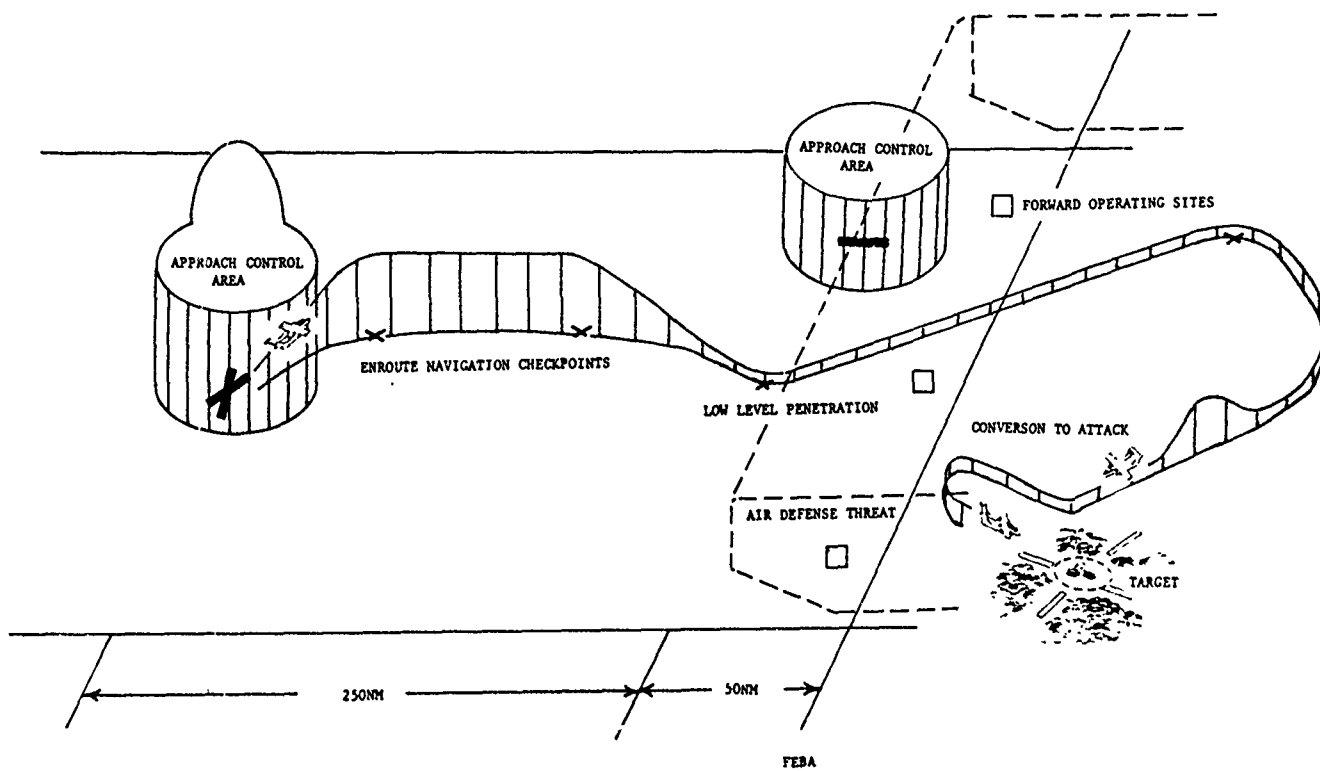 APPROACH CONTROL
AREA
FORWARD OPERATING SITES
APPROACH CONTROL
AREA
ENROUTE NAVIGATION CHECKPOINTS
LOW LEVEL PENETRATION
CONVERSON TO ATTACK
AIR DEFENSE THREAT
TARGET
250NM
50NM
FEBA